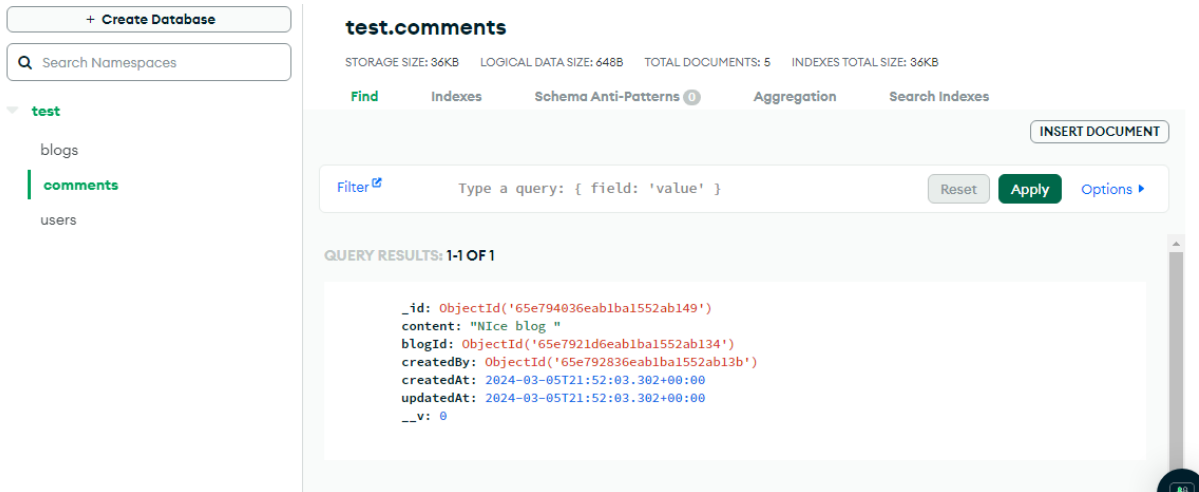 + Create Database
Search Namespaces
test
blogs
comments
users
test.comments
STORAGE SIZE: 36KB LOGICAL DATA SIZE: 648B TOTAL DOCUMENTS: 5 INDEXES TOTAL SIZE: 36KB
Find Indexes Schema Anti-Patterns 0 Aggregation Search Indexes
INSERT DOCUMENT
Filter Type a query: { field: 'value' } Reset Apply Options
QUERY RESULTS: 1-1 OF 1
_id: ObjectId('65e794036eab1ba1552ab149')
content: "NIce blog "
blogId: ObjectId('65e7921d6eab1ba1552ab134')
createdBy: ObjectId('65e792836eab1ba1552ab13b')
createdAt: 2024-03-05T21:52:03.302+00:00
updatedAt: 2024-03-05T21:52:03.302+00:00
__v: 0